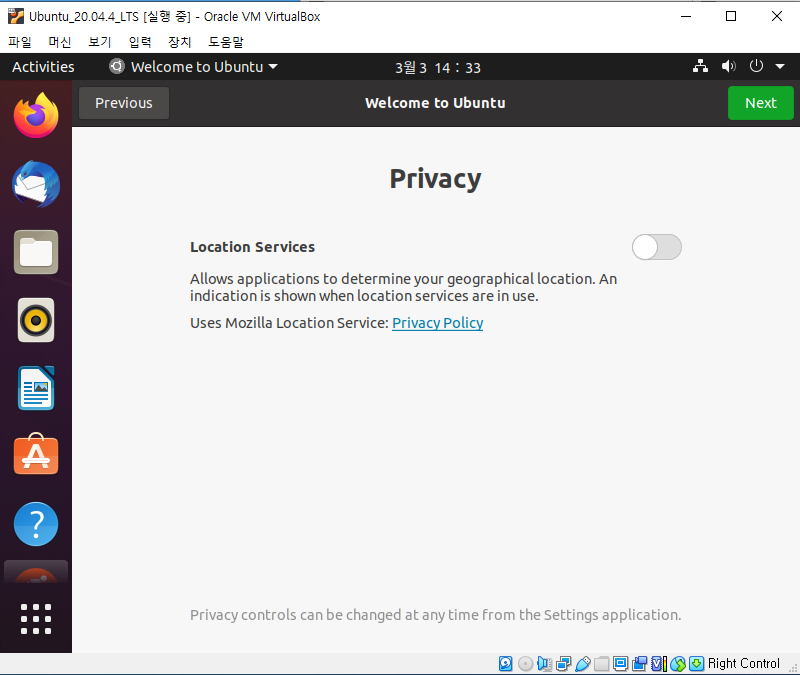 Ubuntu_20.04.4_LTS [실행 중] - Oracle VM VirtualBox
파일 머신 보기 입력 장치 도움말
Activities Welcome to Ubuntu 3월 3 14 : 33
Previous Welcome to Ubuntu Next
Privacy
Location Services
Allows applications to determine your geographical location. An
indication is shown when location services are in use.
Uses Mozilla Location Service: Privacy Policy
Privacy controls can be changed at any time from the Settings application.
Right Control